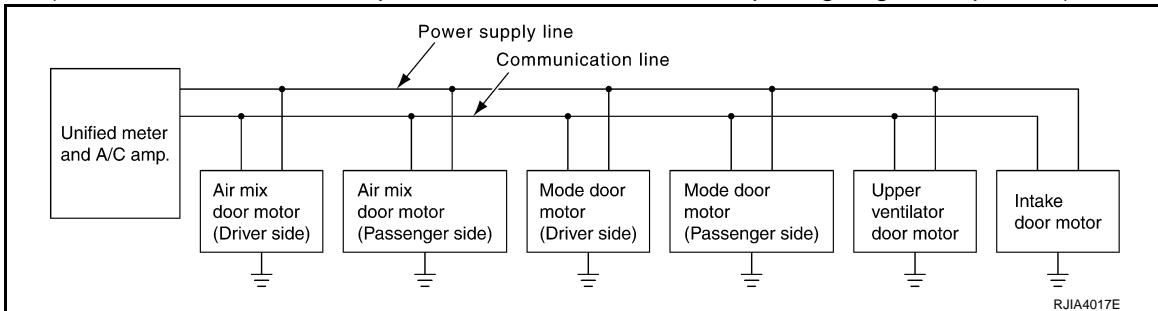 Power supply line
Communication line
Unified meter
and A/C amp.
Air mix
door motor
(Driver side)
Air mix
door motor
(Passenger side)
Mode door
motor
(Driver side)
Mode door
motor
(Passenger side)
Upper
ventilator
door motor
Intake
door motor
RJIA4017E